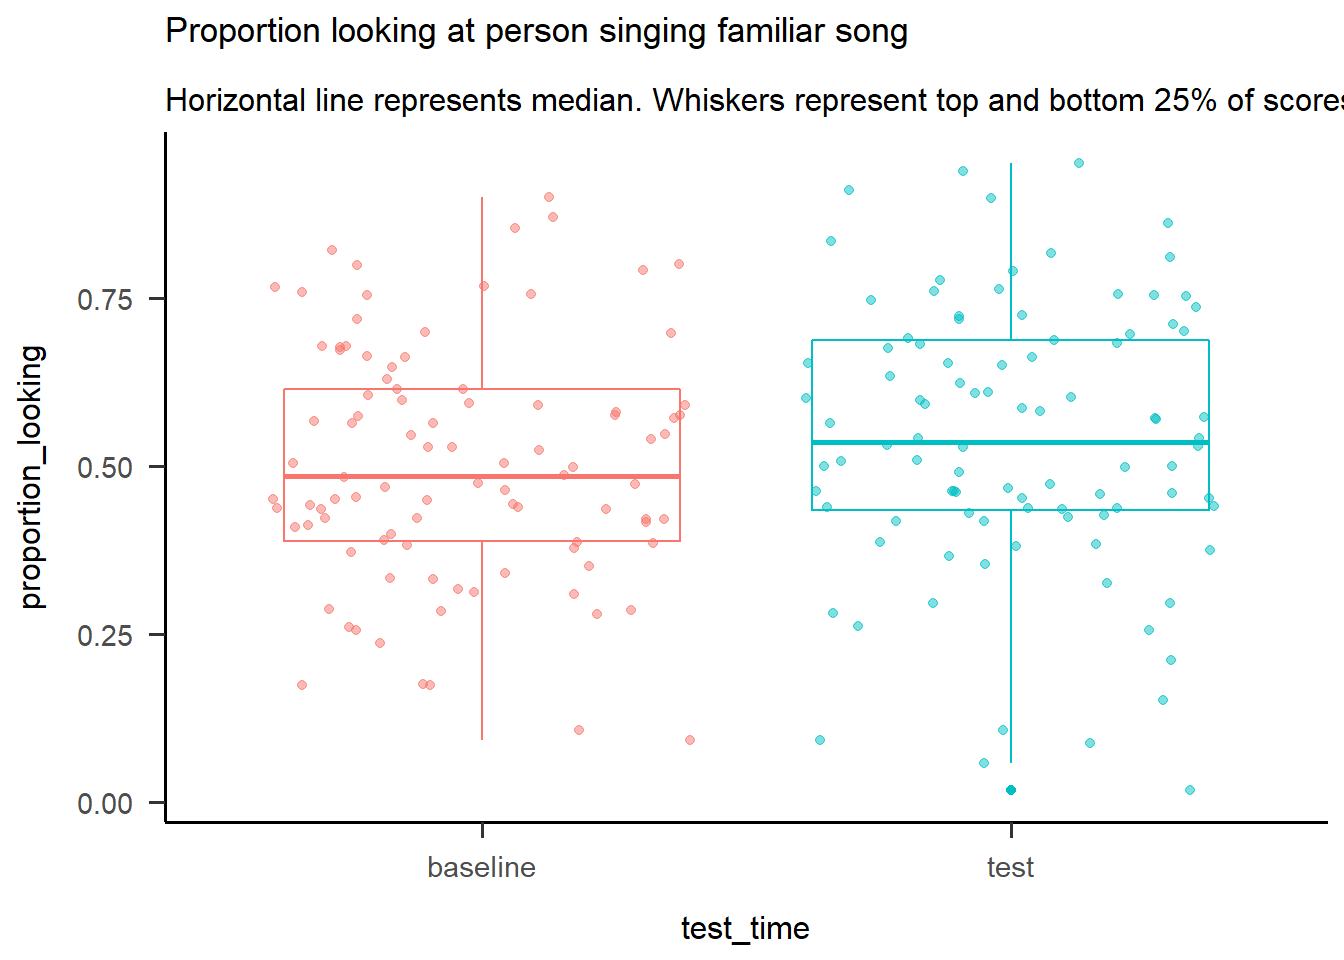 Proportion looking at person singing familiar song
Horizontal line represents median. Whiskers represent top and bottom 25% of scores
proportion_looking
0.75
0.50
0.25
0.00
baseline
test
test_time